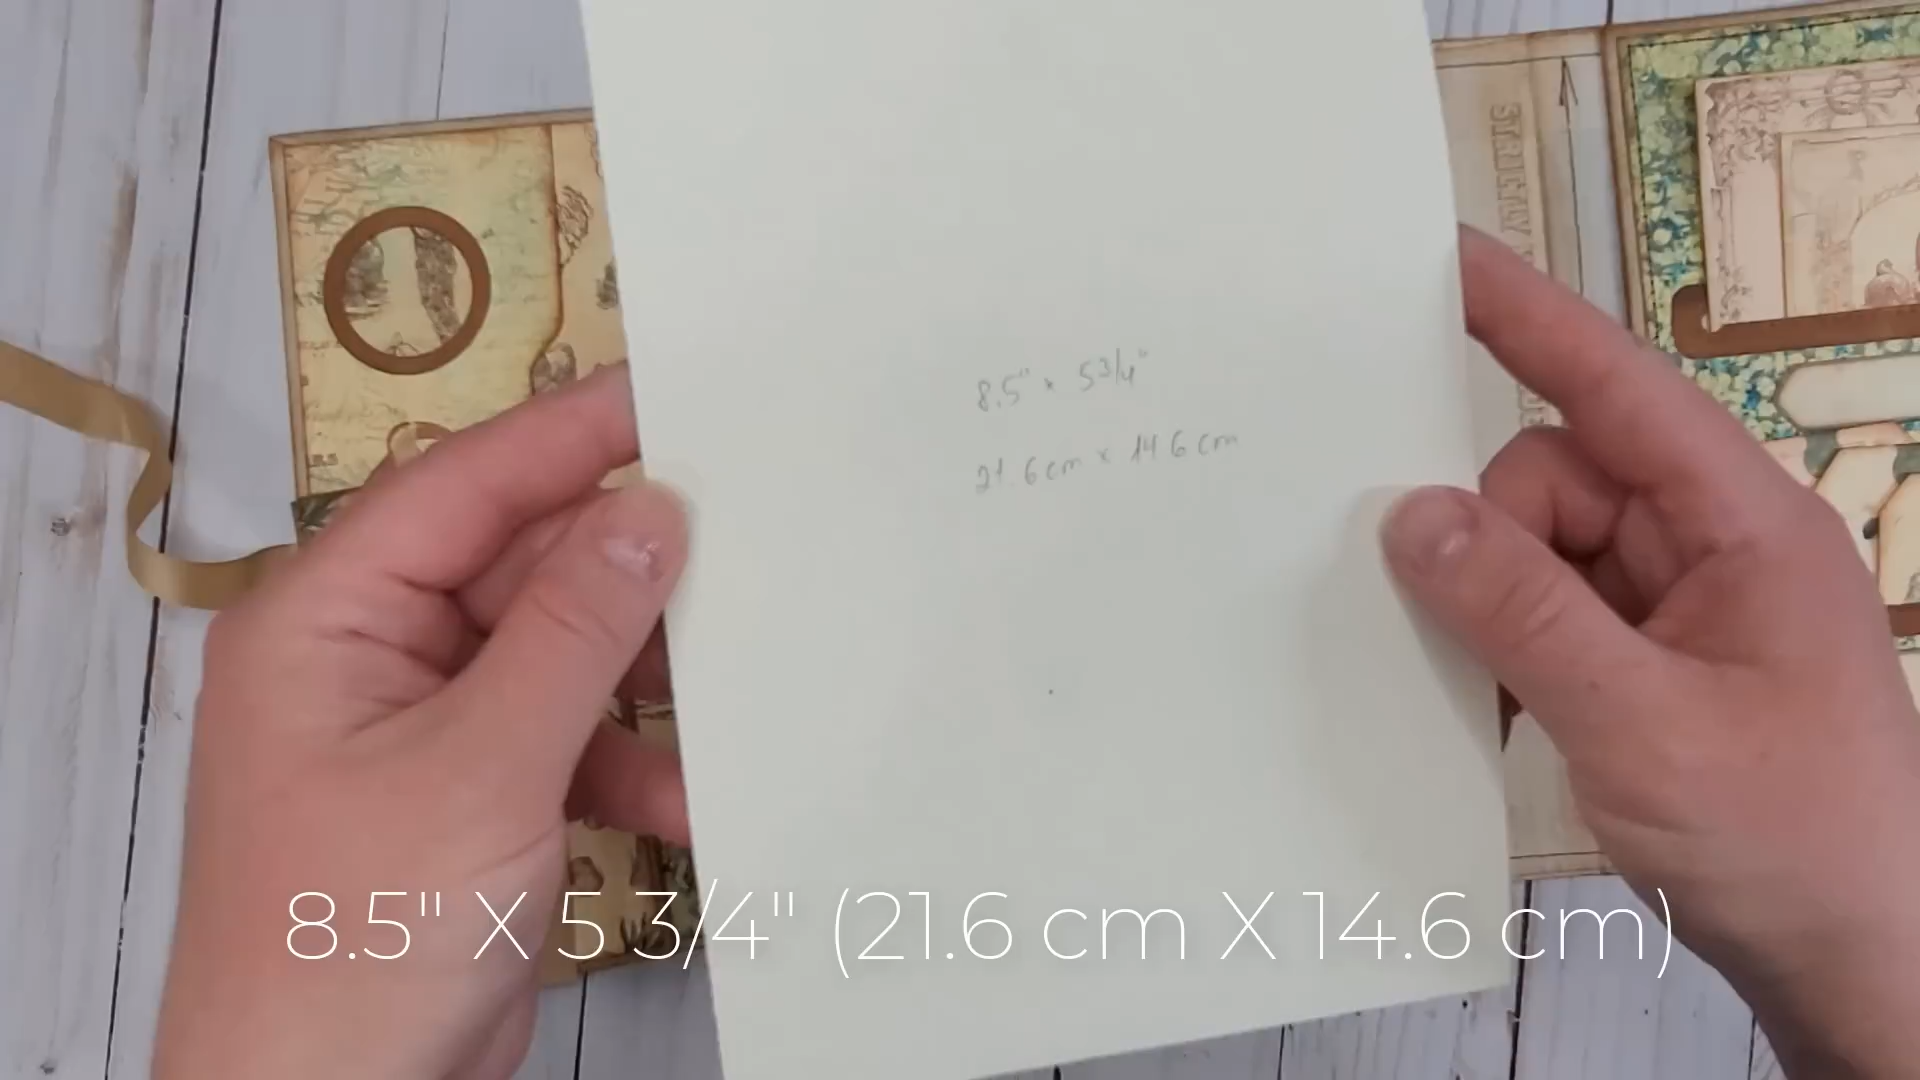 8.5" x 5 3/4"
21.6 cm x 14.6 cm
8.5" X 5 3/4" (21.6 cm X 14.6 cm)